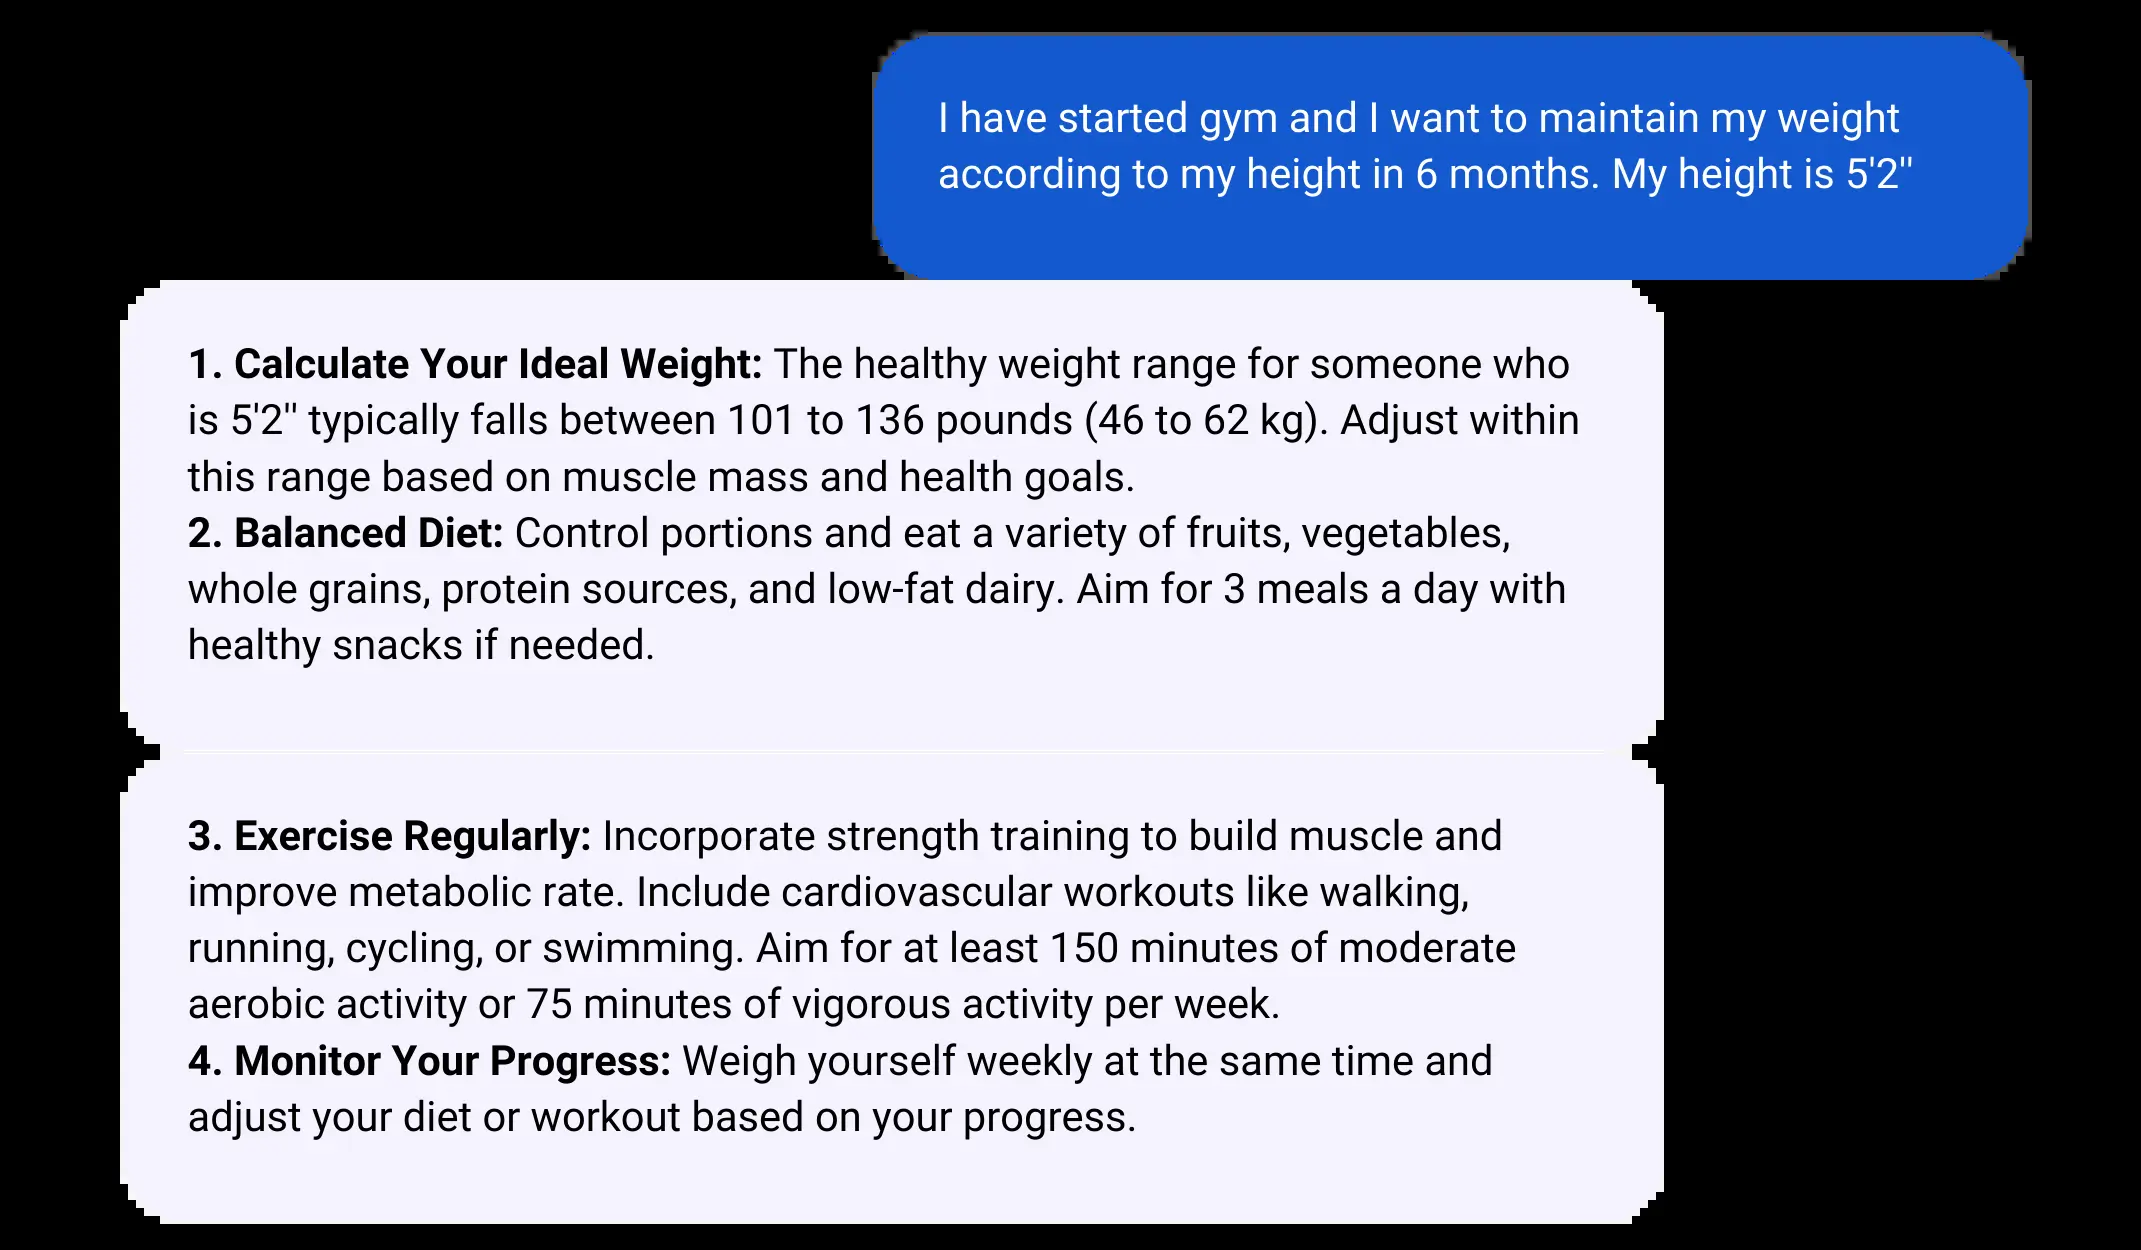 I have started gym and I want to maintain my weight
according to my height in 6 months. My height is 5'2"
1. Calculate Your Ideal Weight: The healthy weight range for someone who
is 5'2" typically falls between 101 to 136 pounds (46 to 62 kg). Adjust within
this range based on muscle mass and health goals.
2. Balanced Diet: Control portions and eat a variety of fruits, vegetables,
whole grains, protein sources, and low-fat dairy. Aim for 3 meals a day with
healthy snacks if needed.
3. Exercise Regularly: Incorporate strength training to build muscle and
improve metabolic rate. Include cardiovascular workouts like walking,
running, cycling, or swimming. Aim for at least 150 minutes of moderate
aerobic activity or 75 minutes of vigorous activity per week.
4. Monitor Your Progress: Weigh yourself weekly at the same time and
adjust your diet or workout based on your progress.